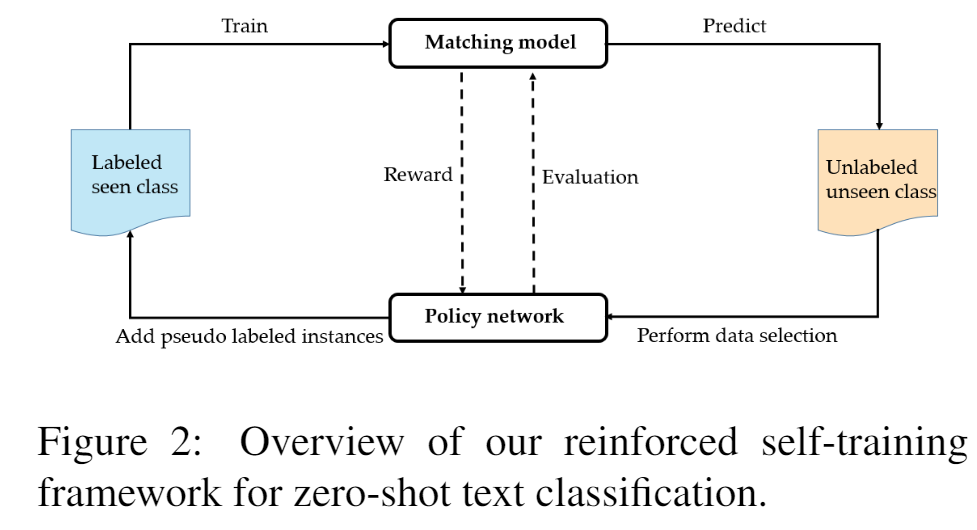 Train
Matching model
Predict
Labeled
seen class
Reward
Evaluation
Unlabeled
unseen class
Add pseudo labeled instances
Policy network
Perform data selection
Figure 2: Overview of our reinforced self-training
framework for zero-shot text classification.